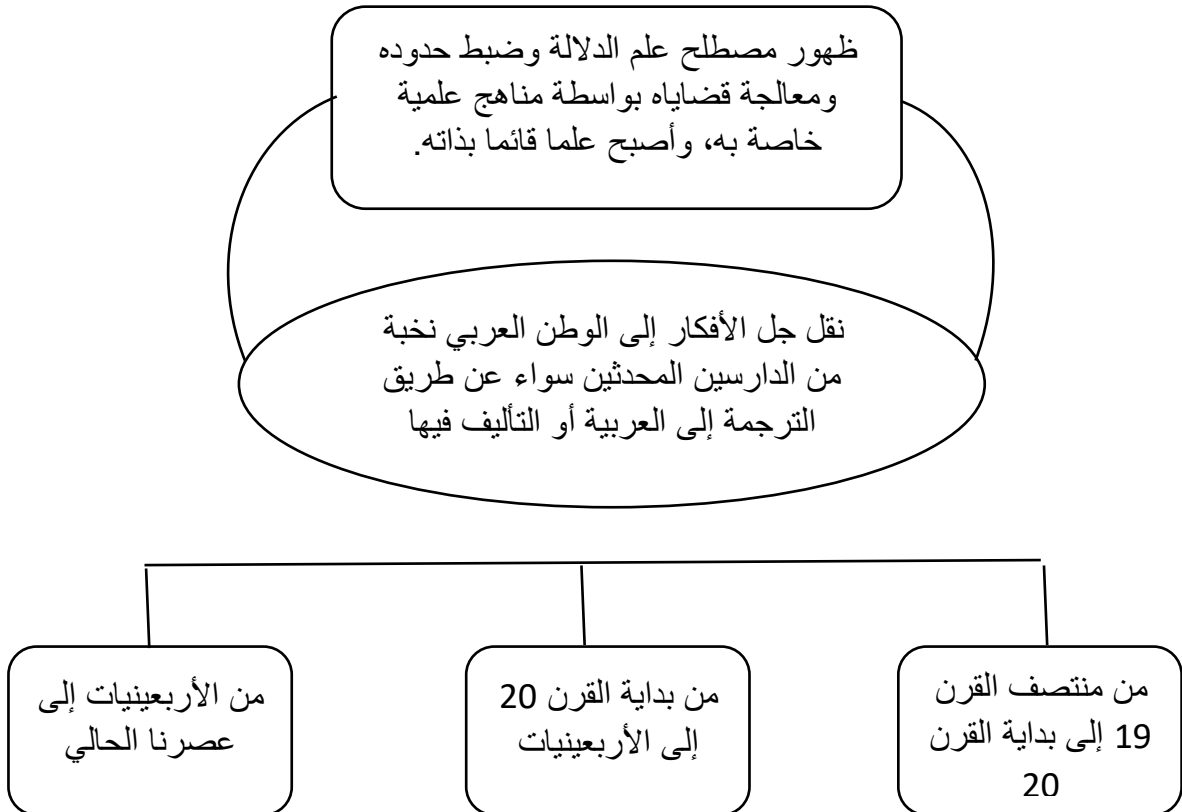 ظهور مصطلح علم الدلالة وضبط حدوده
ومعالجة قضاياه بواسطة مناهج علمية
خاصة به، وأصبح علما قائما بذاته.
نقل جل الأفكار إلى الوطن العربي نخبة
من الدارسين المحدثين سواء عن طريق
الترجمة إلى العربية أو التأليف فيها
من منتصف القرن
19 إلى بداية القرن
20
من بداية القرن 20
إلى الأربعينيات
من الأربعينيات إلى
عصرنا الحالي